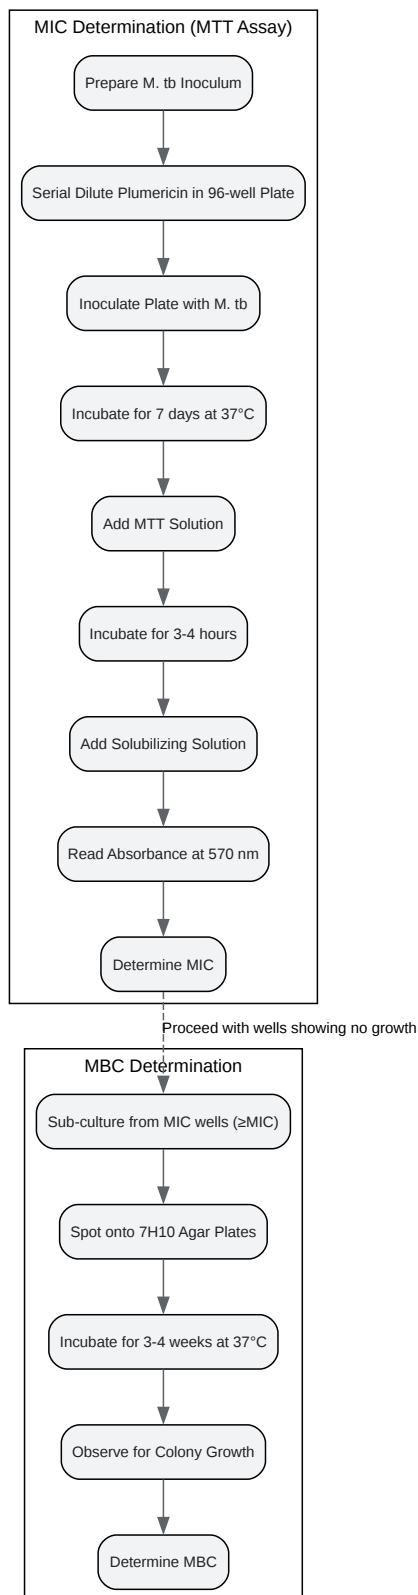 MIC Determination (MTT Assay)
Prepare M. tb Inoculum
Serial Dilute Plumericin in 96-well Plate
Inoculate Plate with M. tb
Incubate for 7 days at 37°C
Add MTT Solution
Incubate for 3-4 hours
Add Solubilizing Solution
Read Absorbance at 570 nm
Determine MIC
Proceed with wells showing no growth
MBC Determination
Sub-culture from MIC wells (≥MIC)
Spot onto 7H10 Agar Plates
Incubate for 3-4 weeks at 37°C
Observe for Colony Growth
Determine MBC